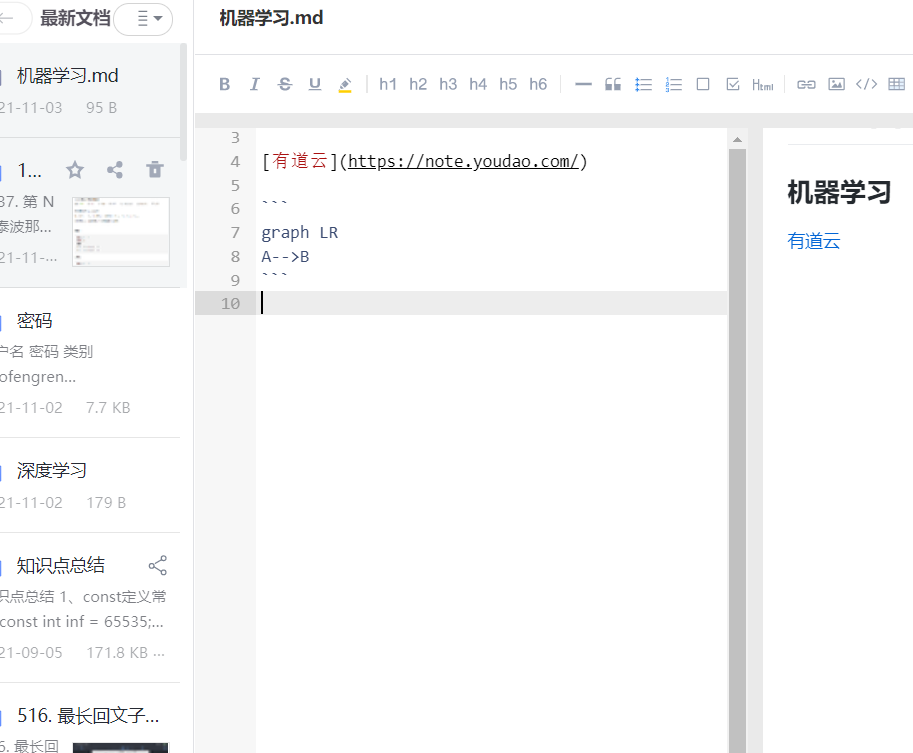 最新文档
机器学习.md
21-11-03 95 B
1...
37. 第 N
泰波那...
21-11-...
密码
户名 密码 类别
ofengren...
21-11-02 7.7 KB
深度学习
21-11-02 179 B
知识点总结
识点总结 1、const定义常
const int inf = 65535;...
21-09-05 171.8 KB ...
516. 最长回文子...
6. 最长回
机器学习.md
B I S U h1 h2 h3 h4 h5 h6 Html
3
4 [有道云](https://note.youdao.com/)
5
6 ```
7 graph LR
8 A-->B
9 ```
10
机器学习
有道云